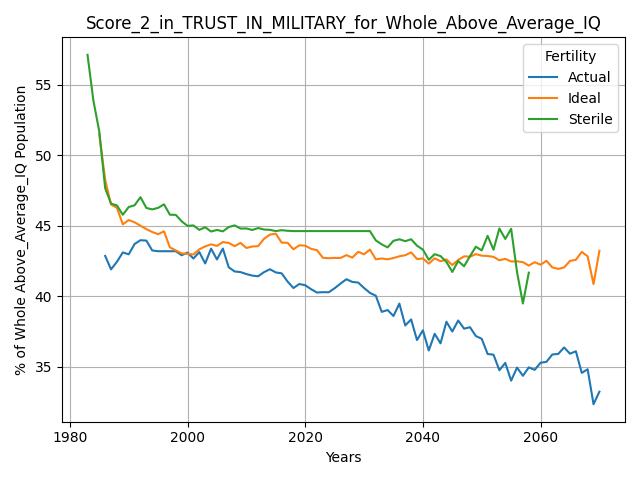 Score_2_in_TRUST_IN_MILITARY_for_Whole_Above_Average_IQ
% of Whole Above_Average_IQ Population
55
50
45
40
35
Fertility
Actual
Ideal
Sterile
1980 2000 2020 2040 2060
Years